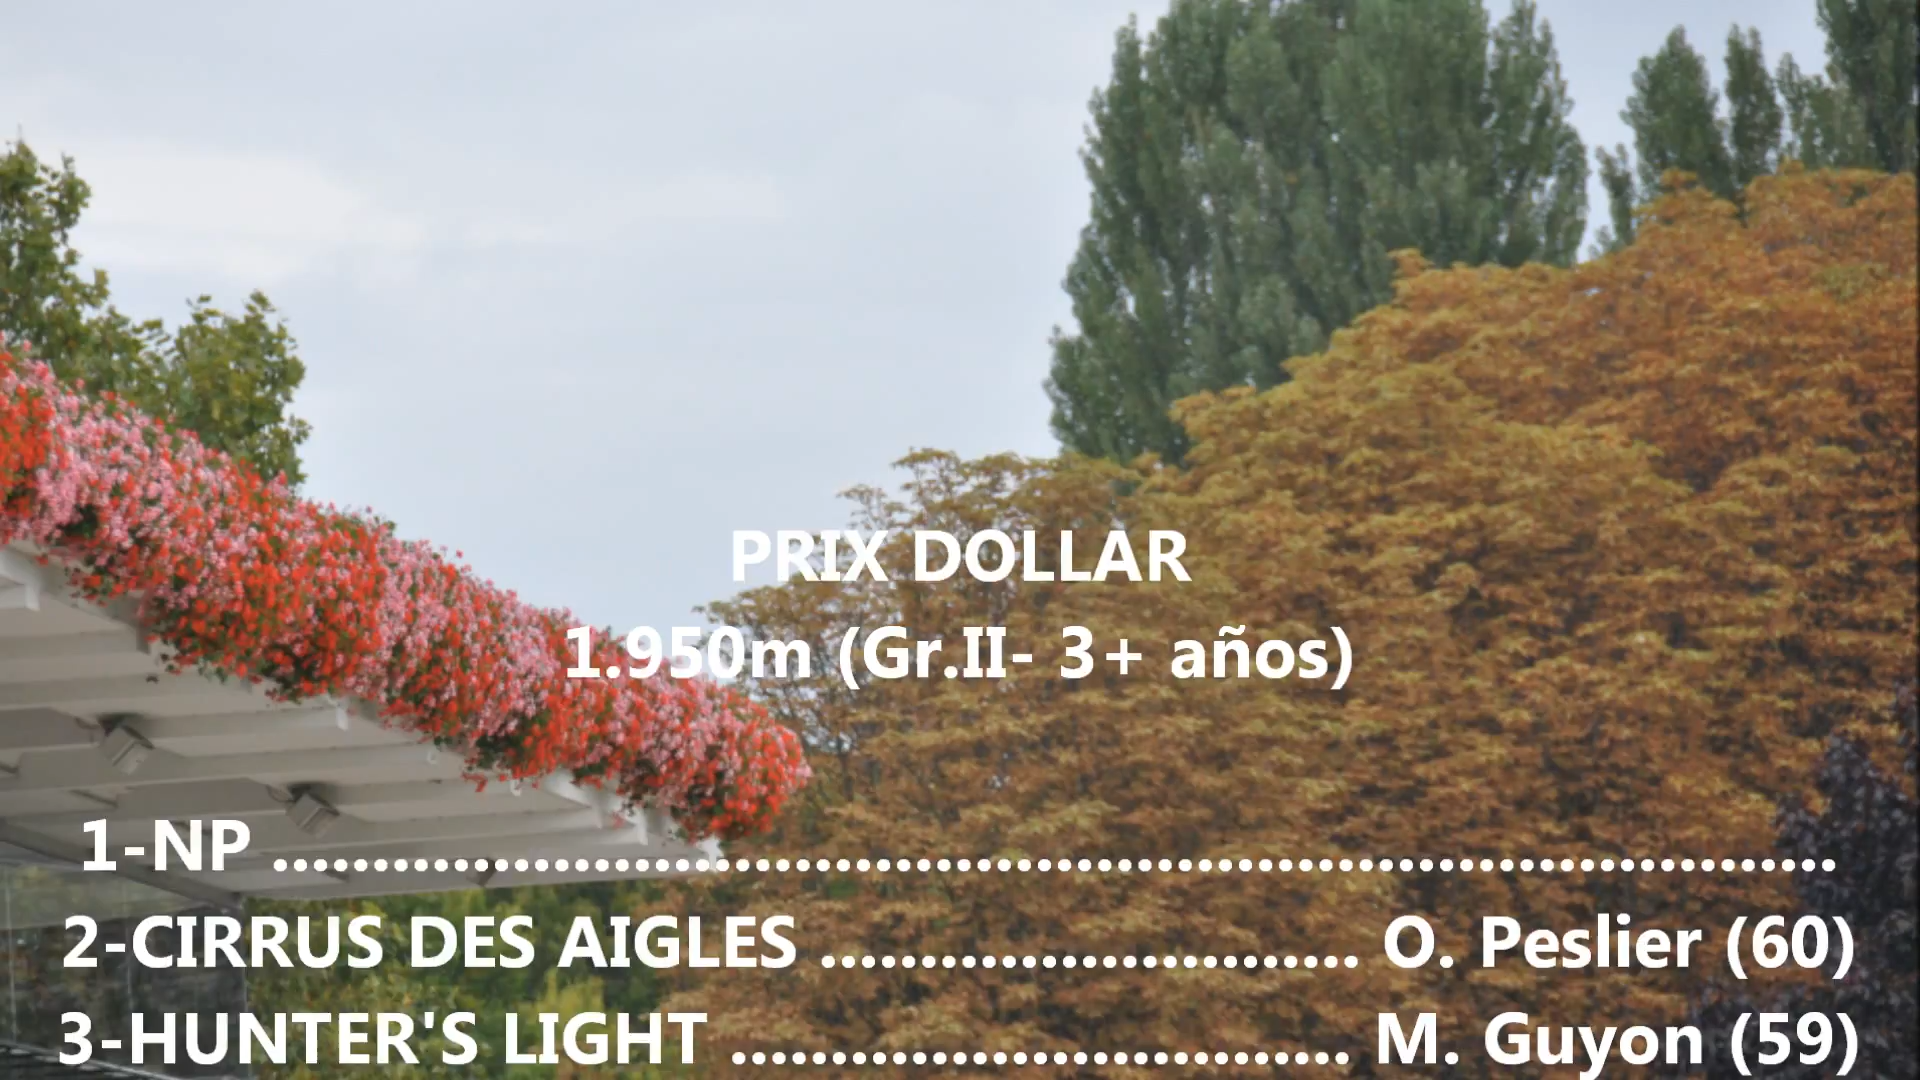 PRIX DOLLAR
1.950m (Gr.II- 3+ años)
1-NP ..............................................................................
2-CIRRUS DES AIGLES ........................... O. Peslier (60)
3-HUNTER'S LIGHT ............................... M. Guyon (59)